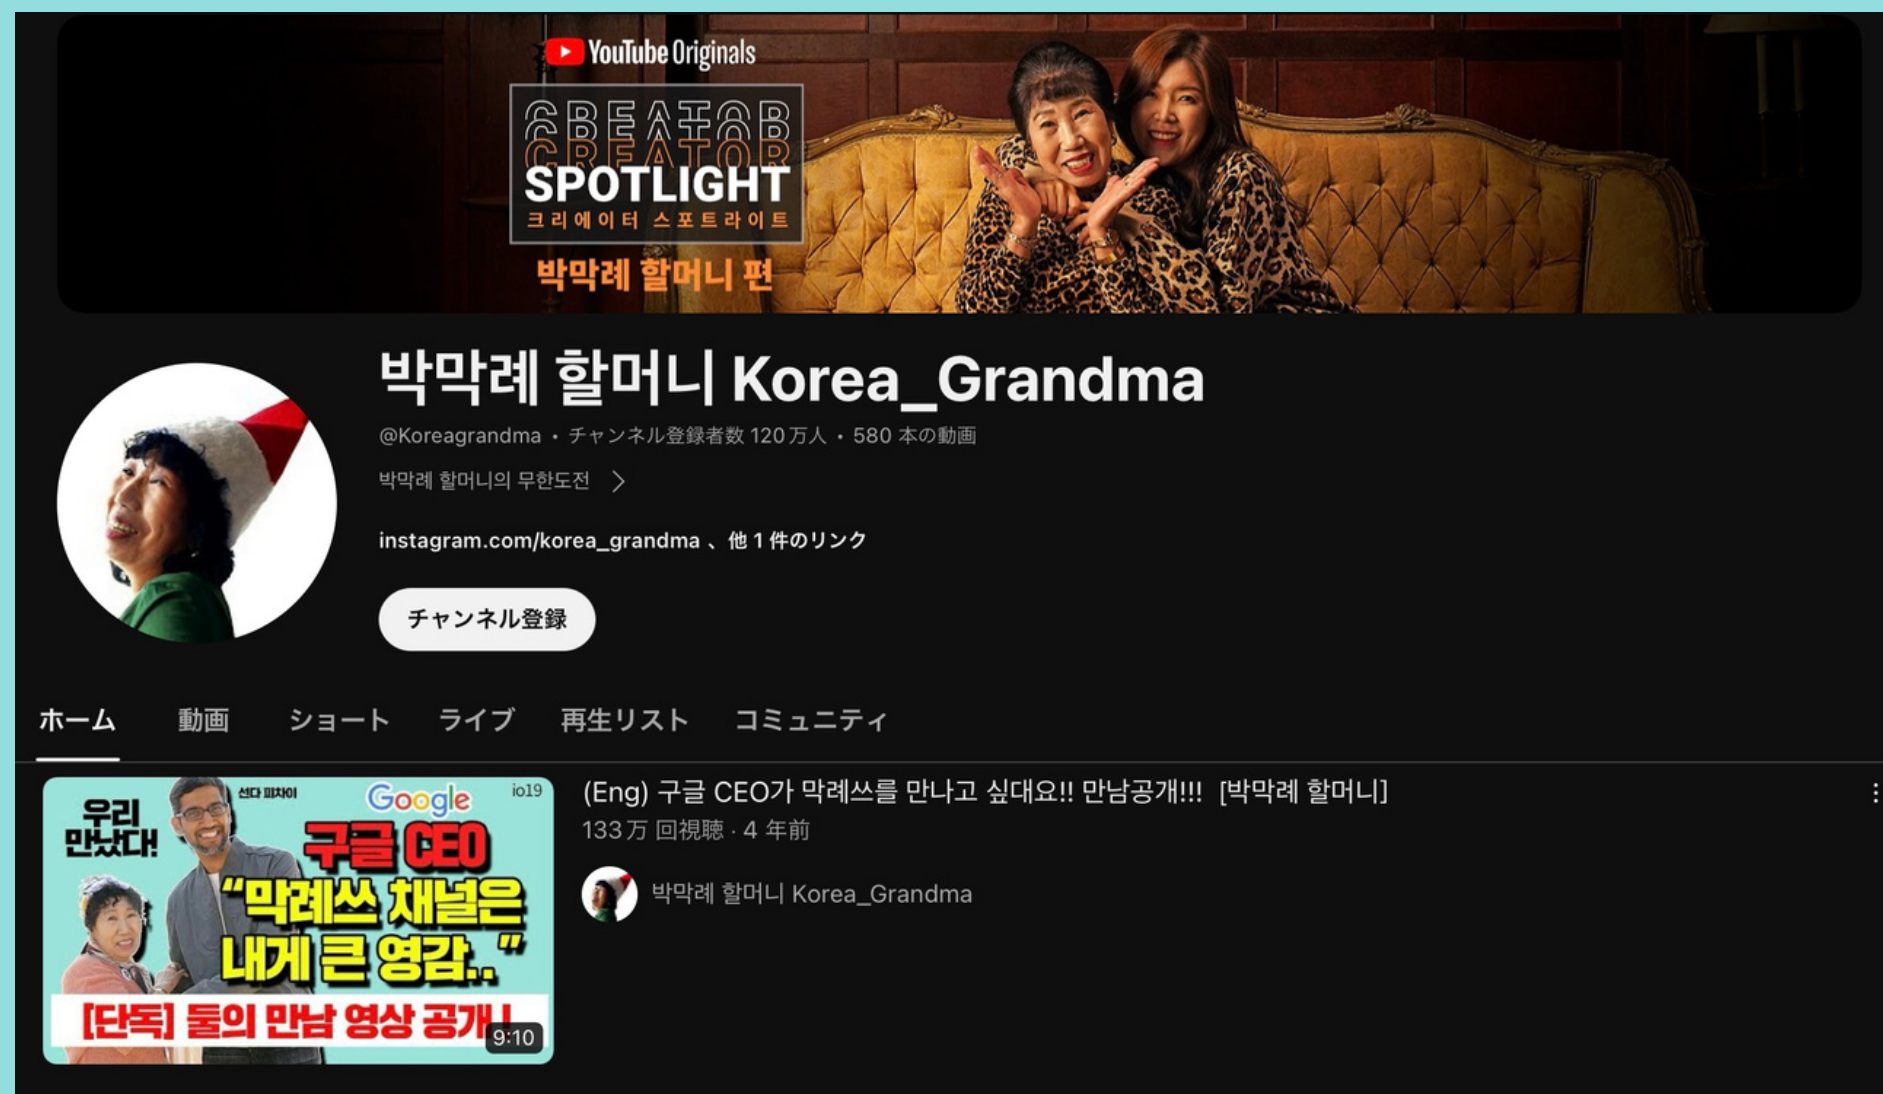 YouTube Originals
CREATOR
CREATOR
SPOTLIGHT
크리에이터 스포트라이트
박막례 할머니 편
박막례 할머니 Korea_Grandma
@Koreagrandma • チャンネル登録者数 120万人 • 580 本の動画
박막례 할머니의 무한도전
instagram.com/korea_grandma 、他 1 件のリンク
チャンネル登録
ホーム 動画 ショート ライブ 再生リスト コミュニティ
우리
만났다!
선다 피차이
Google
io19
구글 CEO
“막례쓰 채널은
내게 큰 영감..”
[단독] 둘의 만남 영상 공개!
9:10
(Eng) 구글 CEO가 막례쓰를 만나고 싶대요!! 만남공개!!! [박막례 할머니]
133万 回視聴 · 4 年前
박막례 할머니 Korea_Grandma